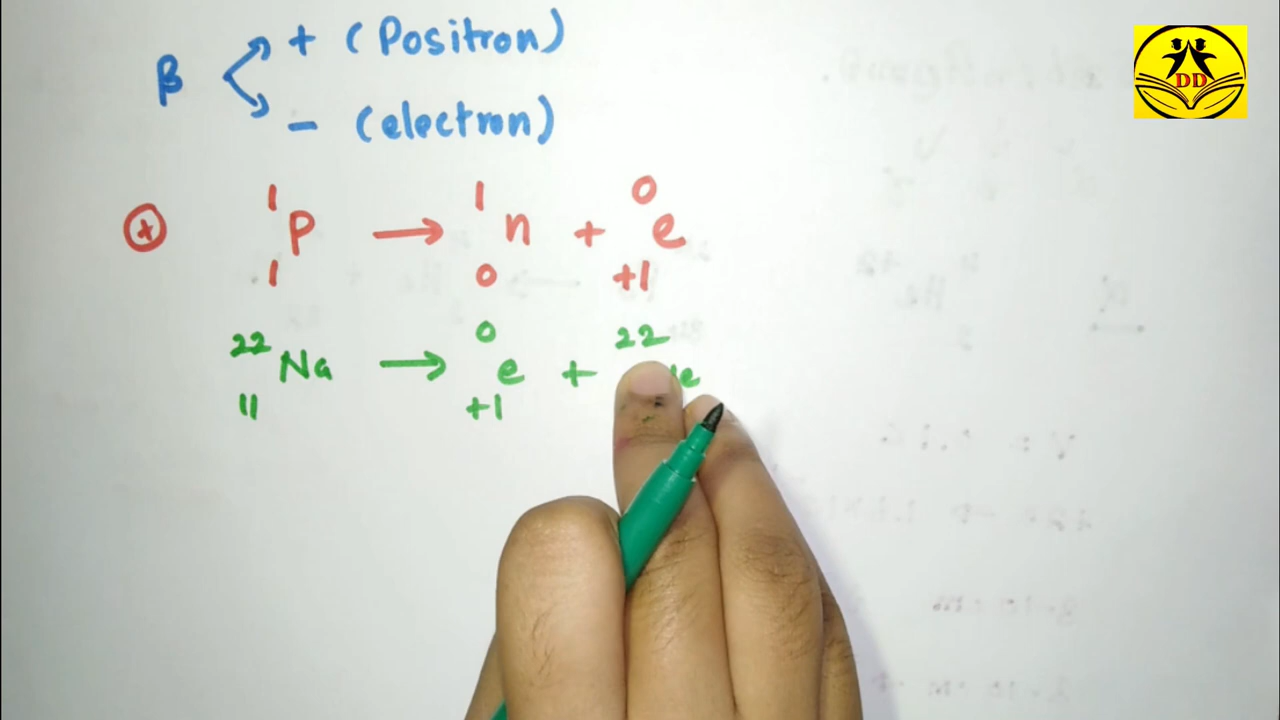 β + (Positron)
- (electron)
+ ¹₁P → ¹₀n + ⁰₊₁e
²²₁₁Na → ⁰₊₁e + ²²
DD